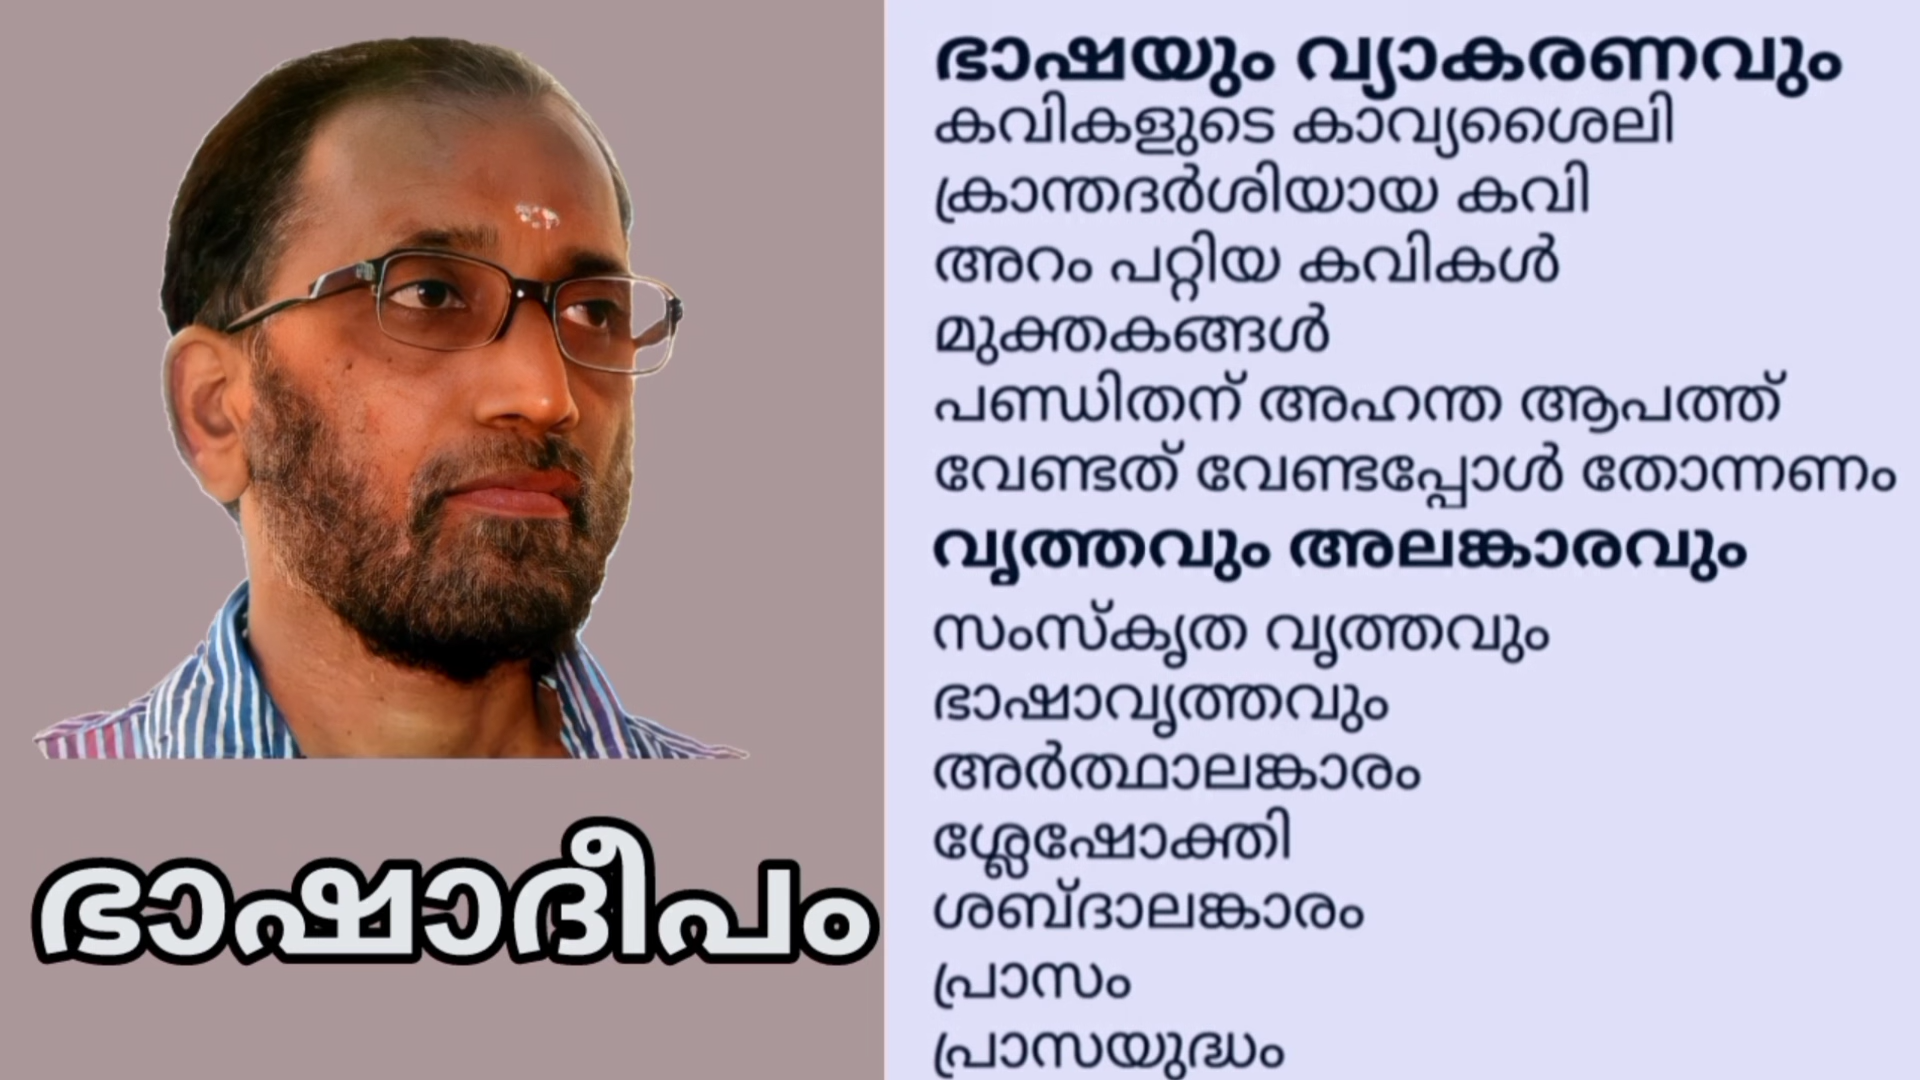 ഭാഷാദീപം
ഭാഷയും വ്യാകരണവും
കവികളുടെ കാവ്യശൈലി
ക്രാന്തദർശിയായ കവി
അറം പറ്റിയ കവികൾ
മുക്തകങ്ങൾ
പണ്ഡിതന് അഹന്ത ആപത്ത്
വേണ്ടത് വേണ്ടപ്പോൾ തോന്നണം
വൃത്തവും അലങ്കാരവും
സംസ്കൃത വൃത്തവും
ഭാഷാവൃത്തവും
അർത്ഥാലങ്കാരം
ശ്ലേഷോക്തി
ശബ്ദാലങ്കാരം
പ്രാസം
പ്രാസയുദ്ധം